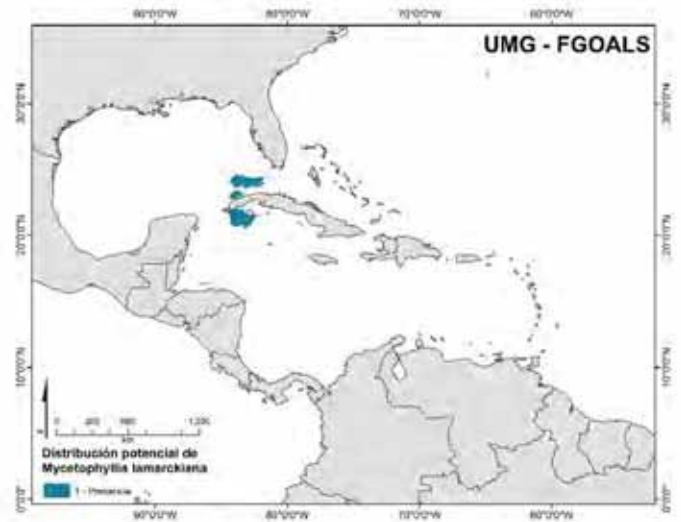 90°0'0"W 80°0'0"W 70°0'0"W 60°0'0"W
UMG - FGOALS
30°0'0"N 30°0'0"N
20°0'0"N 20°0'0"N
10°0'0"N 10°0'0"N
0°0'0" 0°0'0"
0
Distribución potencial de
Mycetophyllia lamarckiana
1 - Presencia
90°0'0"W 80°0'0"W 70°0'0"W 60°0'0"W